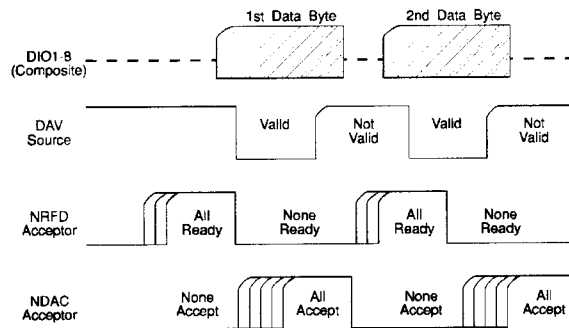 1st Data Byte 2nd Data Byte
DIO1-8
(Composite)
DAV
Source
Valid
Not
Valid
Valid
Not
Valid
NRFD
Acceptor
All
Ready
None
Ready
All
Ready
None
Ready
NDAC
Acceptor
None
Accept
All
Accept
None
Accept
All
Accept